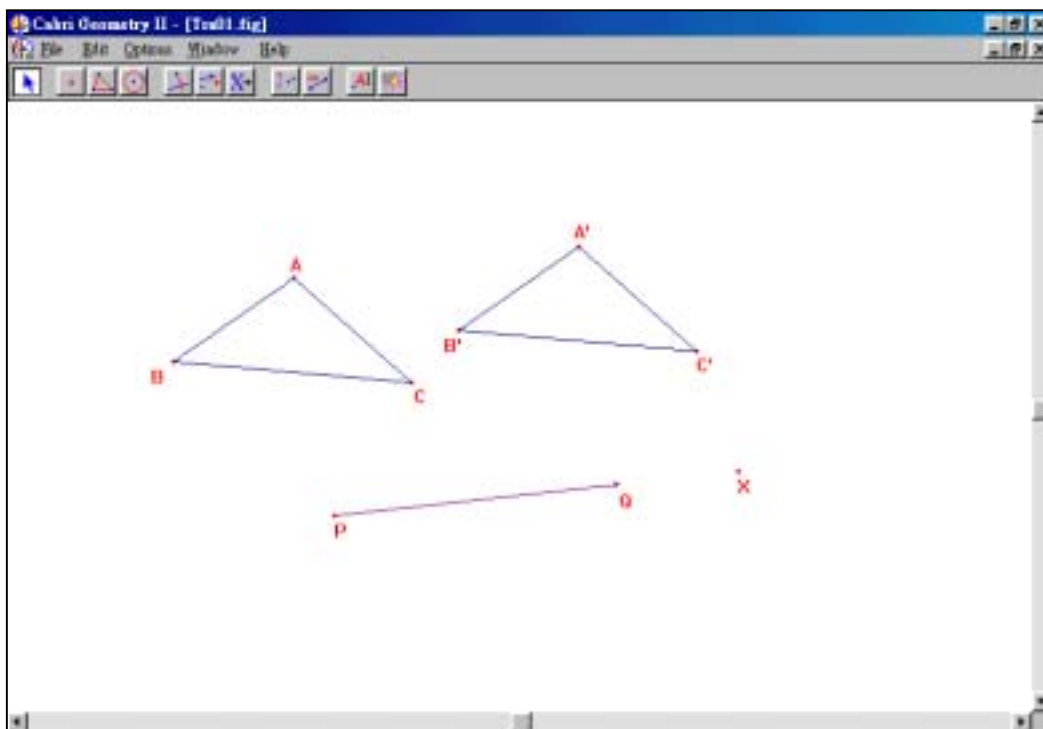 Cabri Geometry II - [Tra01.fig]
File Edit Options Window Help
A
A'
B
B'
C
C'
P
Q
X